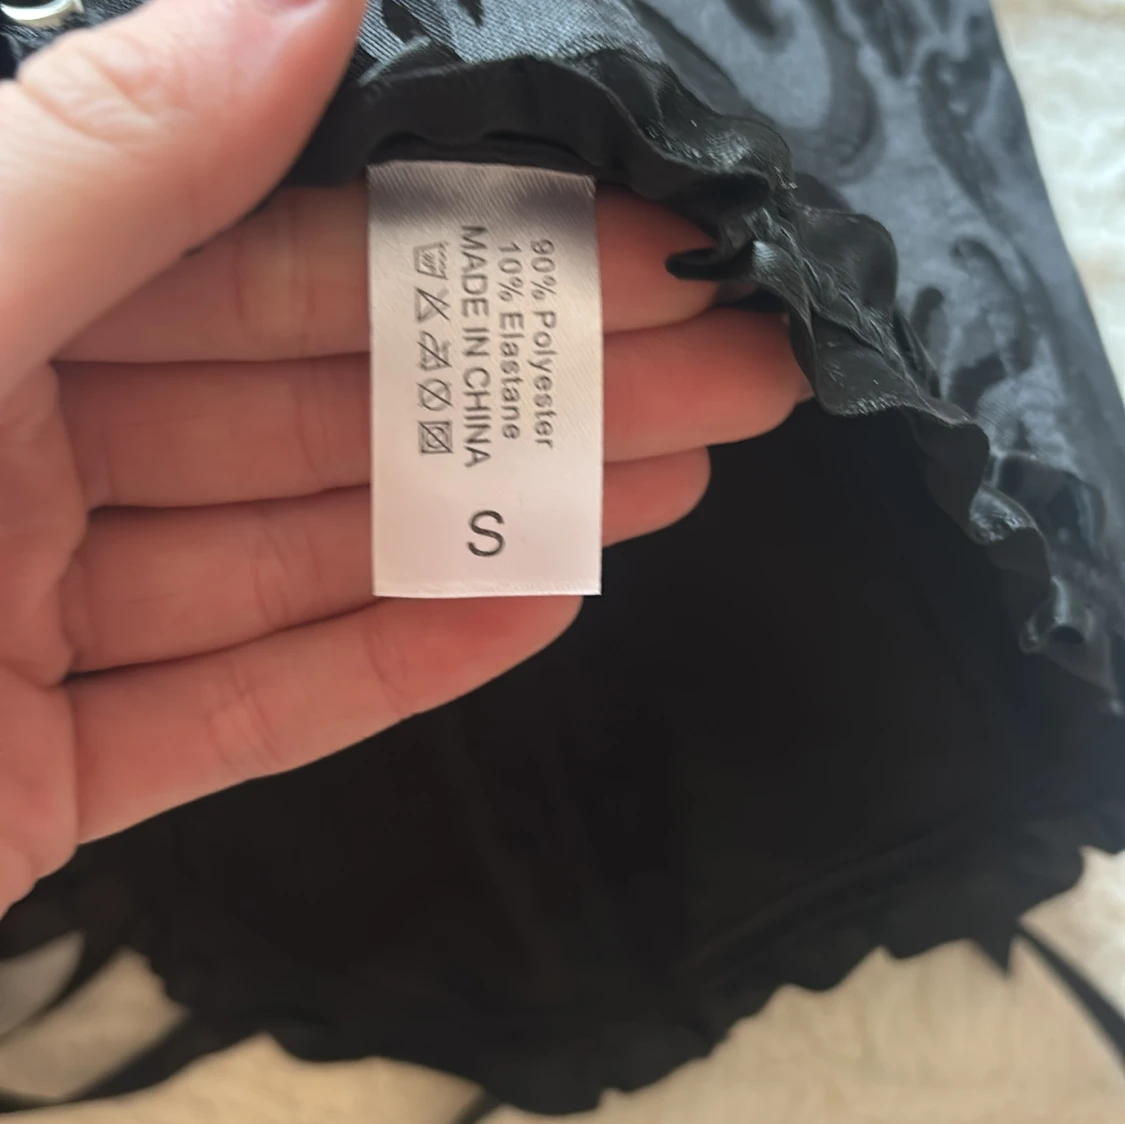 90% Polyester
10% Elastane
MADE IN CHINA
S